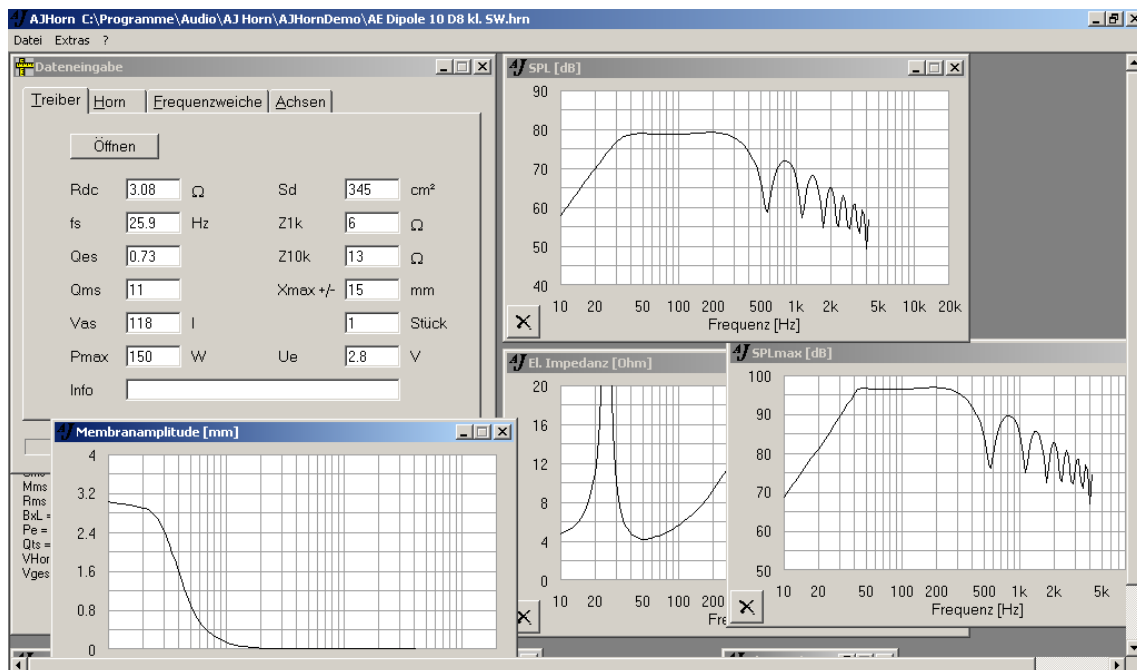 AJHorn C:\Programme\Audio\AJ Horn\AJHornDemo\AE Dipole 10 D8 kl. SW.hrn
Datei Extras ?
Dateneingabe
Treiber Horn Frequenzweiche Achsen
Öffnen
Rdc 3.08 Ω Sd 345 cm²
fs 25.9 Hz Z1k 6 Ω
Qes 0.73 Z10k 13 Ω
Qms 11 Xmax +/- 15 mm
Vas 118 l 1 Stück
Pmax 150 W Ue 2.8 V
Info
Mms
Rms
BxL =
Pe =
Qts =
VHor
Vges
AJ SPL [dB]
90
80
70
60
50
40
10 20 50 100 200 500 1k 2k 5k 10k 20k
Frequenz [Hz]
AJ El. Impedanz [Ohm]
20
16
12
8
4
0
10 20 50 100 200
Fre
AJ SPLmax [dB]
100
90
80
70
60
50
10 20 50 100 200 500 1k 2k 5k
Frequenz [Hz]
AJ Membranamplitude [mm]
4
3.2
2.4
1.6
0.8
0